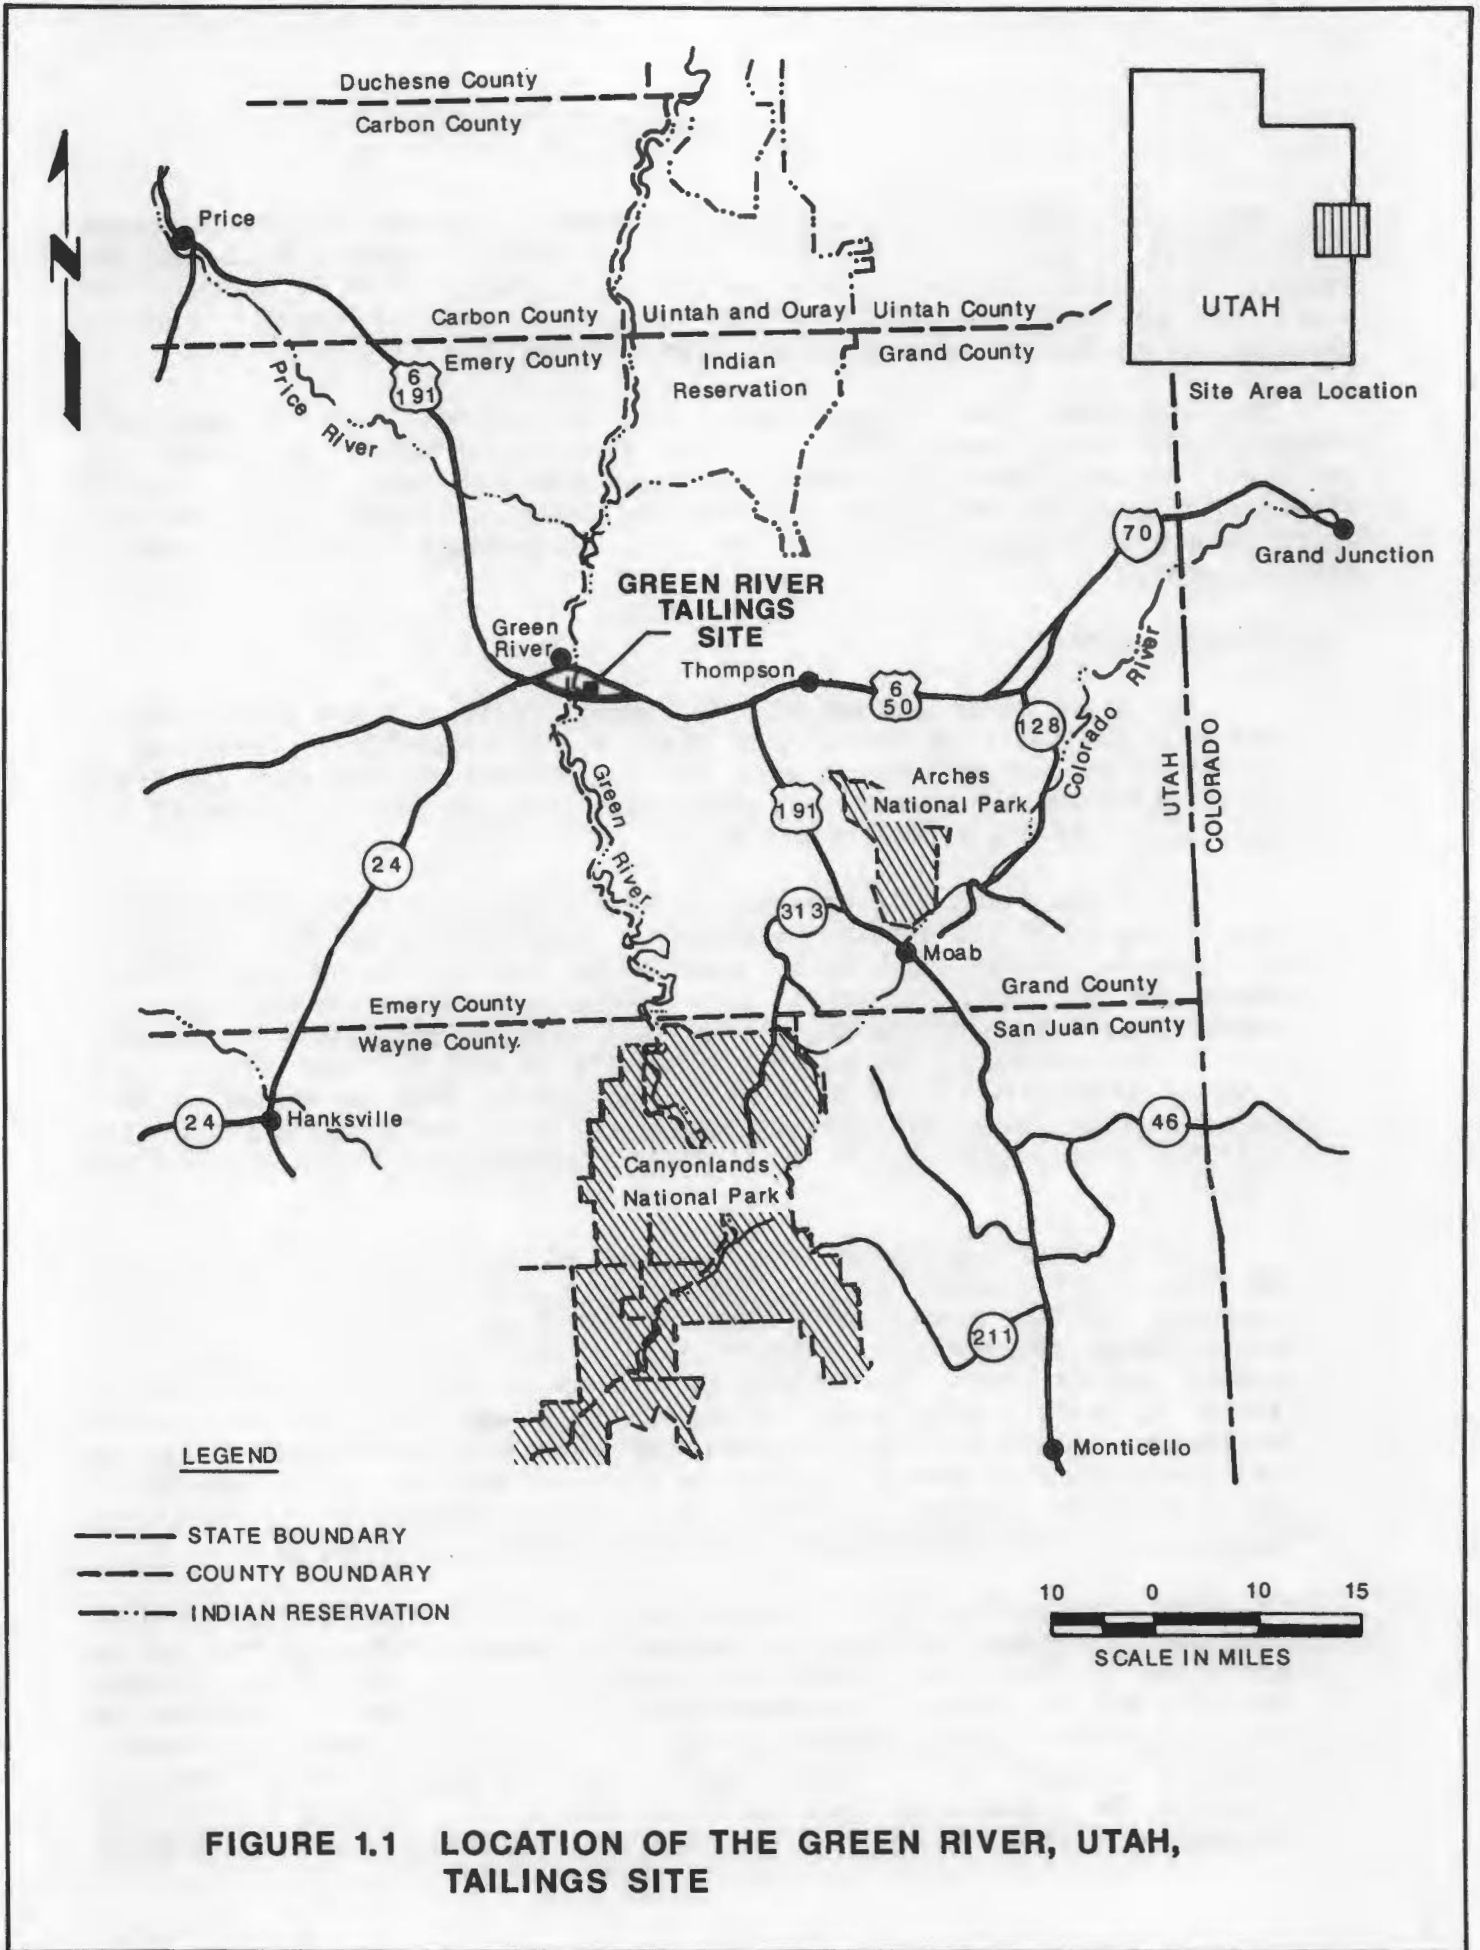 Duchesne County
Carbon County
N
Price
Carbon County
Uintah and Ouray
Uintah County
Emery County
Indian
Reservation
Grand County
UTAH
Site Area Location
6
191
Price River
70
Grand Junction
GREEN RIVER
TAILINGS
SITE
Green
River
Thompson
6
50
128
Colorado River
UTAH
COLORADO
Arches
National Park
191
Green River
24
313
Moab
Emery County
Wayne County.
Grand County
San Juan County
24
Hanksville
46
Canyonlands
National Park
211
Monticello
LEGEND
STATE BOUNDARY
COUNTY BOUNDARY
INDIAN RESERVATION
10 0 10 15
SCALE IN MILES
FIGURE 1.1 LOCATION OF THE GREEN RIVER, UTAH,
TAILINGS SITE